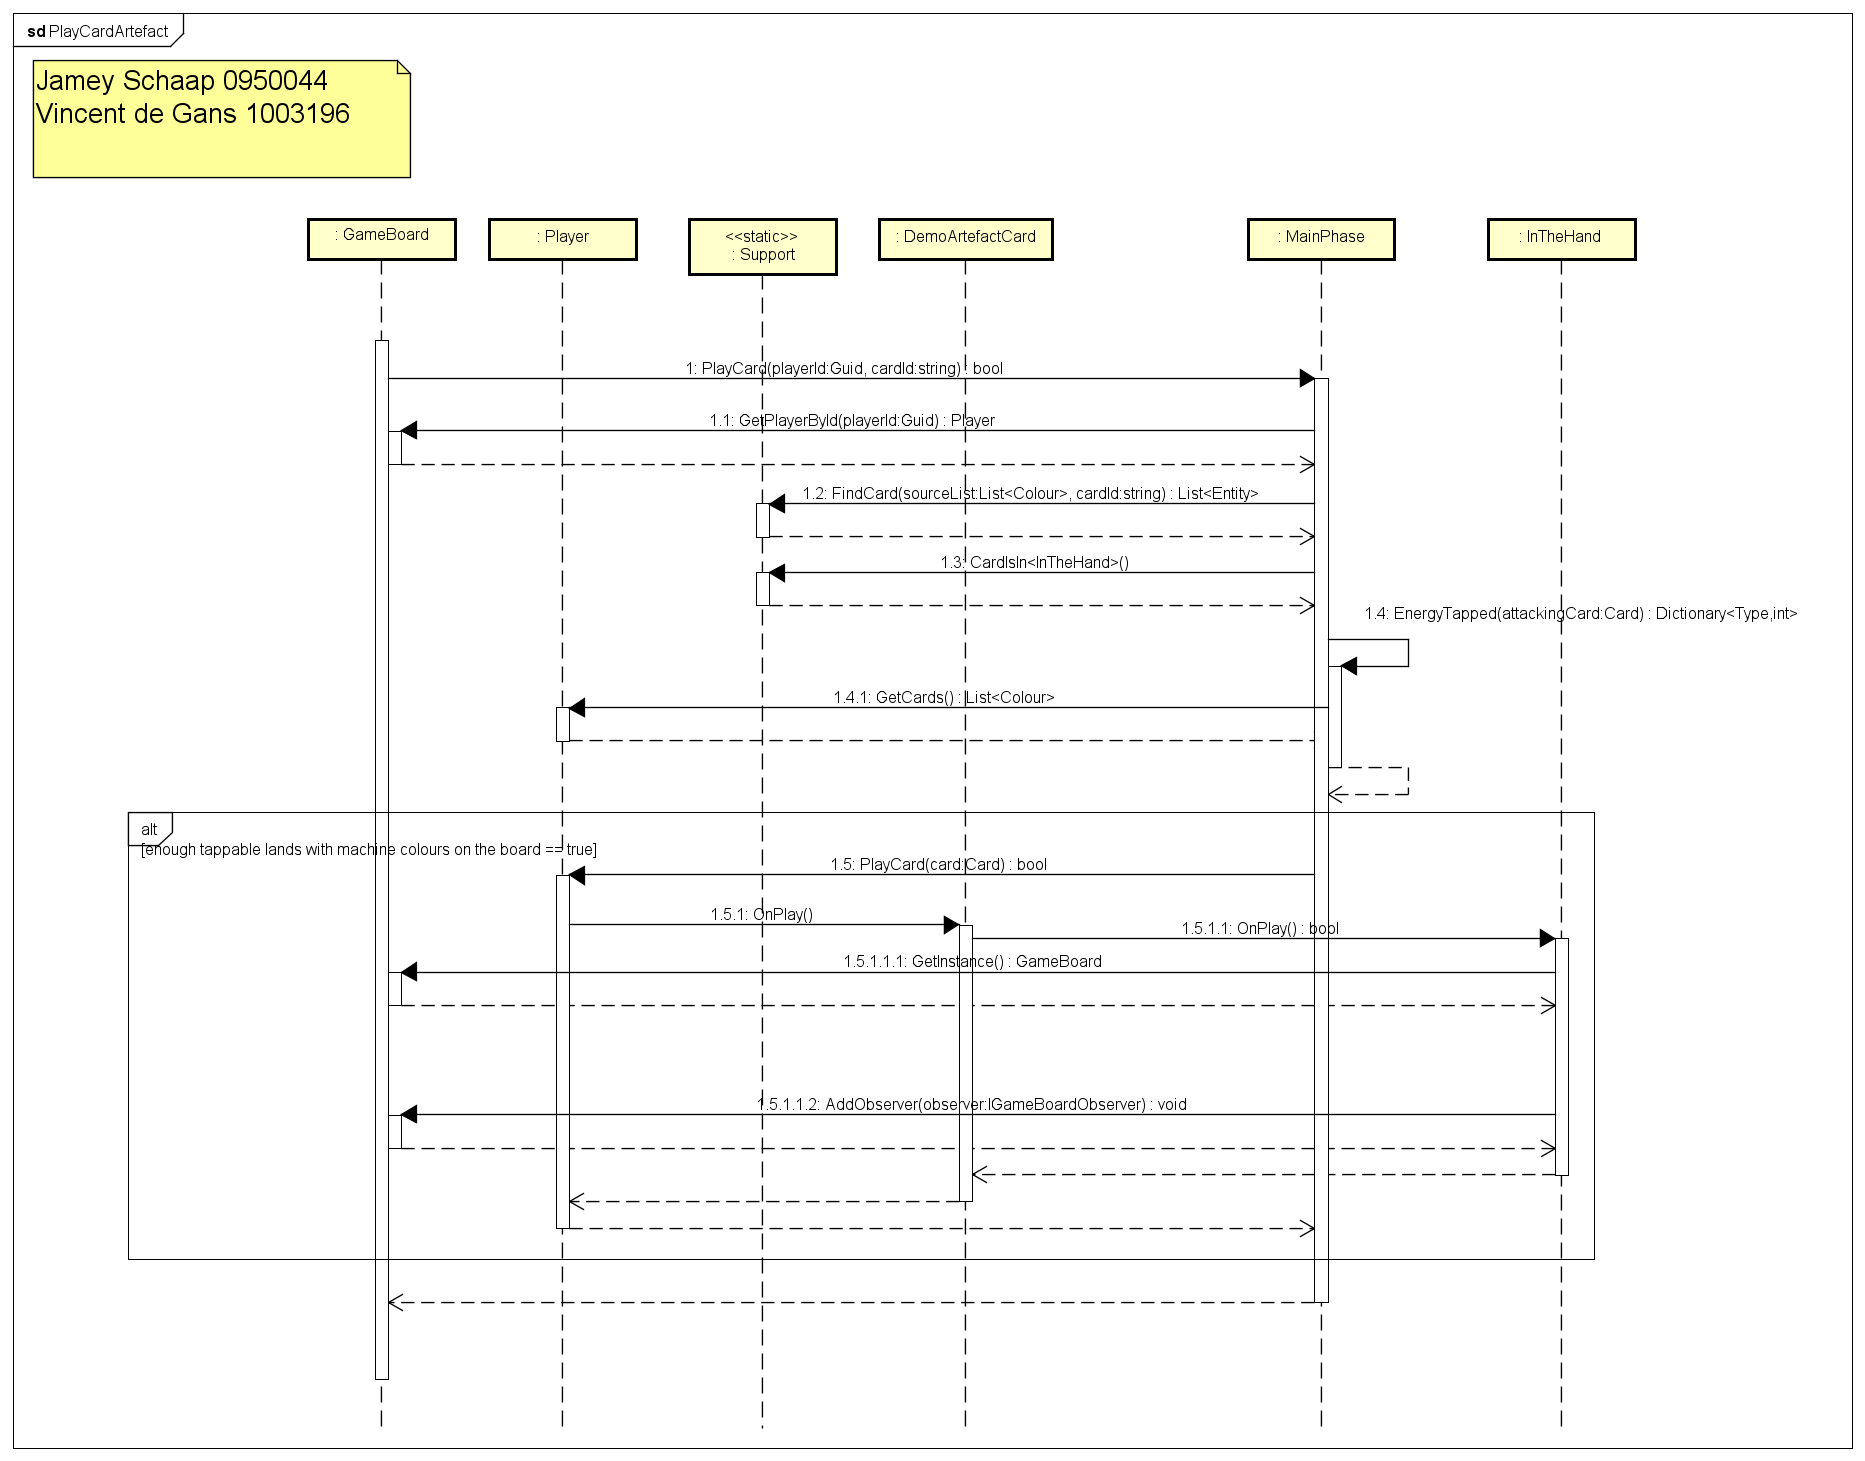 sd PlayCardArtefact
Jamey Schaap 0950044
Vincent de Gans 1003196
: GameBoard
: Player
<<static>>
: Support
: DemoArtefactCard
: MainPhase
: InTheHand
1: PlayCard(playerId:Guid, cardId:string) : bool
1.1: GetPlayerById(playerId:Guid) : Player
1.2: FindCard(sourceList:List<Colour>, cardId:string) : List<Entity>
1.3: CardIsIn<InTheHand>()
1.4: EnergyTapped(attackingCard:Card) : Dictionary<Type,int>
1.4.1: GetCards() : List<Colour>
alt
[enough tappable lands with machine colours on the board == true]
1.5: PlayCard(card:Card) : bool
1.5.1: OnPlay()
1.5.1.1: OnPlay() : bool
1.5.1.1.1: GetInstance() : GameBoard
1.5.1.1.2: AddObserver(observer:IGameBoardObserver) : void